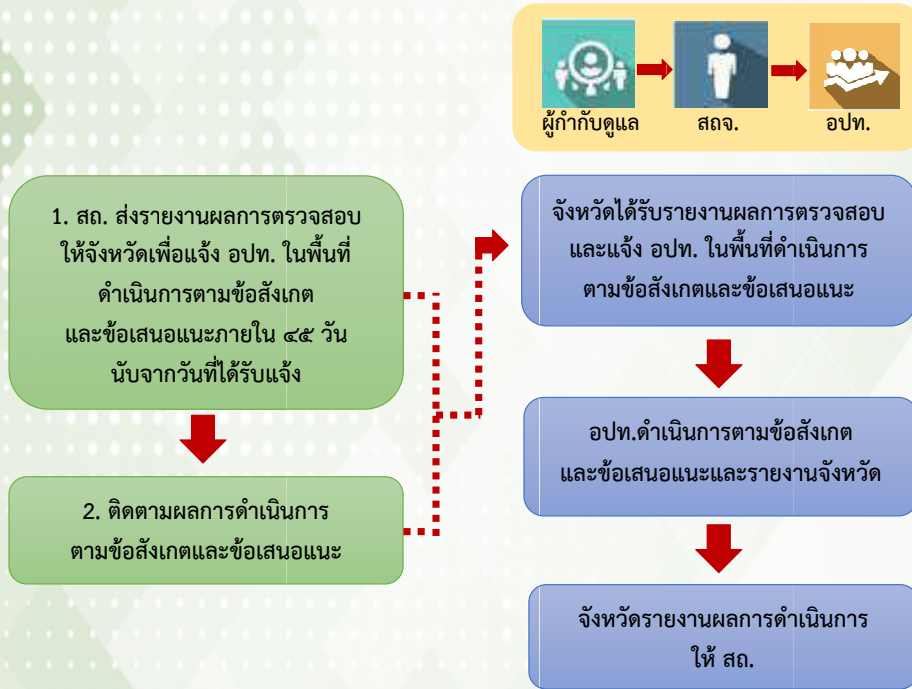 ผู้กำกับดูแล
สถจ.
อปท.
1. สถ. ส่งรายงานผลการตรวจสอบ
ให้จังหวัดเพื่อแจ้ง อปท. ในพื้นที่
ดำเนินการตามข้อสังเกต
และข้อเสนอแนะภายใน ๔๕ วัน
นับจากวันที่ได้รับแจ้ง
2. ติดตามผลการดำเนินการ
ตามข้อสังเกตและข้อเสนอแนะ
จังหวัดได้รับรายงานผลการตรวจสอบ
และแจ้ง อปท. ในพื้นที่ดำเนินการ
ตามข้อสังเกตและข้อเสนอแนะ
อปท.ดำเนินการตามข้อสังเกต
และข้อเสนอแนะและรายงานจังหวัด
จังหวัดรายงานผลการดำเนินการ
ให้ สถ.